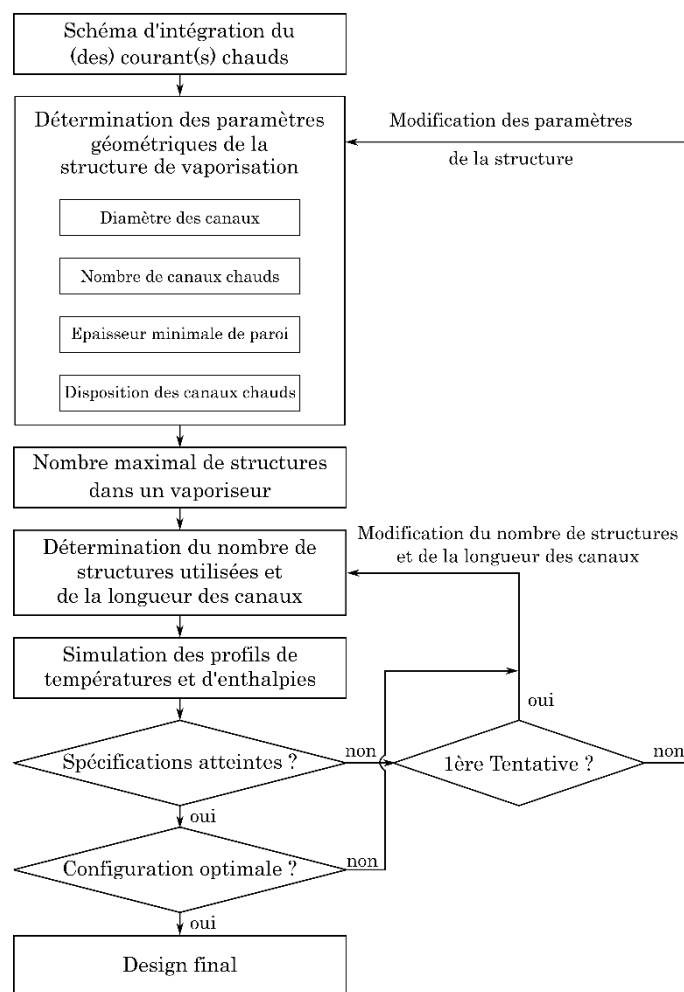 Schéma d'intégration du
(des) courant(s) chauds
Détermination des paramètres
géométriques de la
structure de vaporisation
Modification des paramètres
de la structure
Diamètre des canaux
Nombre de canaux chauds
Epaisseur minimale de paroi
Disposition des canaux chauds
Nombre maximal de structures
dans un vaporiseur
Détermination du nombre de
structures utilisées et
de la longueur des canaux
Modification du nombre de structures
et de la longueur des canaux
Simulation des profils de
températures et d'enthalpies
oui
Spécifications atteintes ?
non
1ère Tentative ?
non
oui
Configuration optimale ?
non
oui
Design final